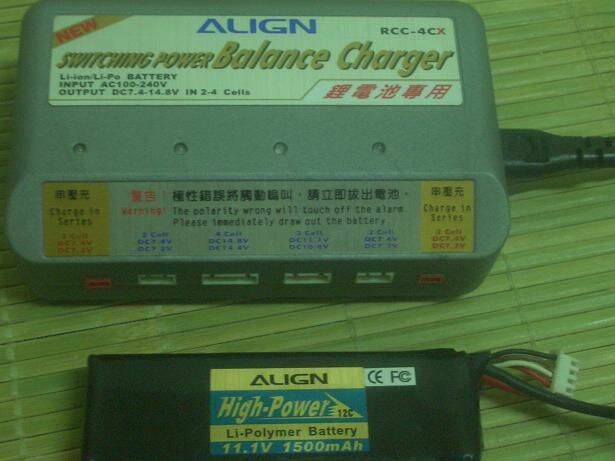 NEW
ALIGN
RCC-4CX
SWITCHING POWER Balance Charger
Li-ion/Li-Po BATTERY
INPUT AC100-240V
OUTPUT DC7.4-14.8V IN 2-4 Cells
鋰電池專用
串壓充
Charge in
Series
警告!極性錯誤將觸動鳴叫，請立即拔出電池。
Warning! The polarity wrong will touch off the alarm
Please immediately draw out the battery.
串壓充
Charge in
Series
2 Cell
DC7.4V
DC7.2V
4 Cell
DC14.8V
DC14.4V
3 Cell
DC11.1V
DC10.8V
2 Cell
DC7.4V
DC7.2V
ALIGN
CE FC
High-Power 12C
Li-Polymer Battery
11.1V 1500mAh